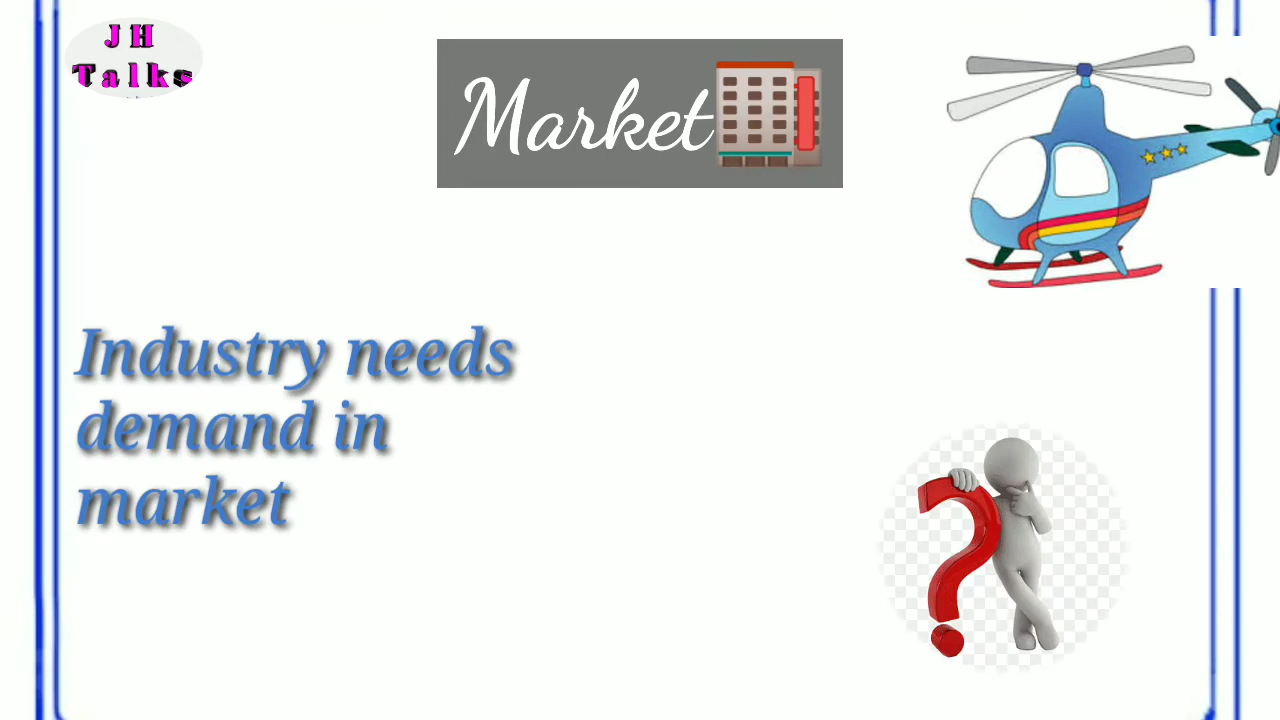 J H
Talks
Market
Industry needs
demand in
market